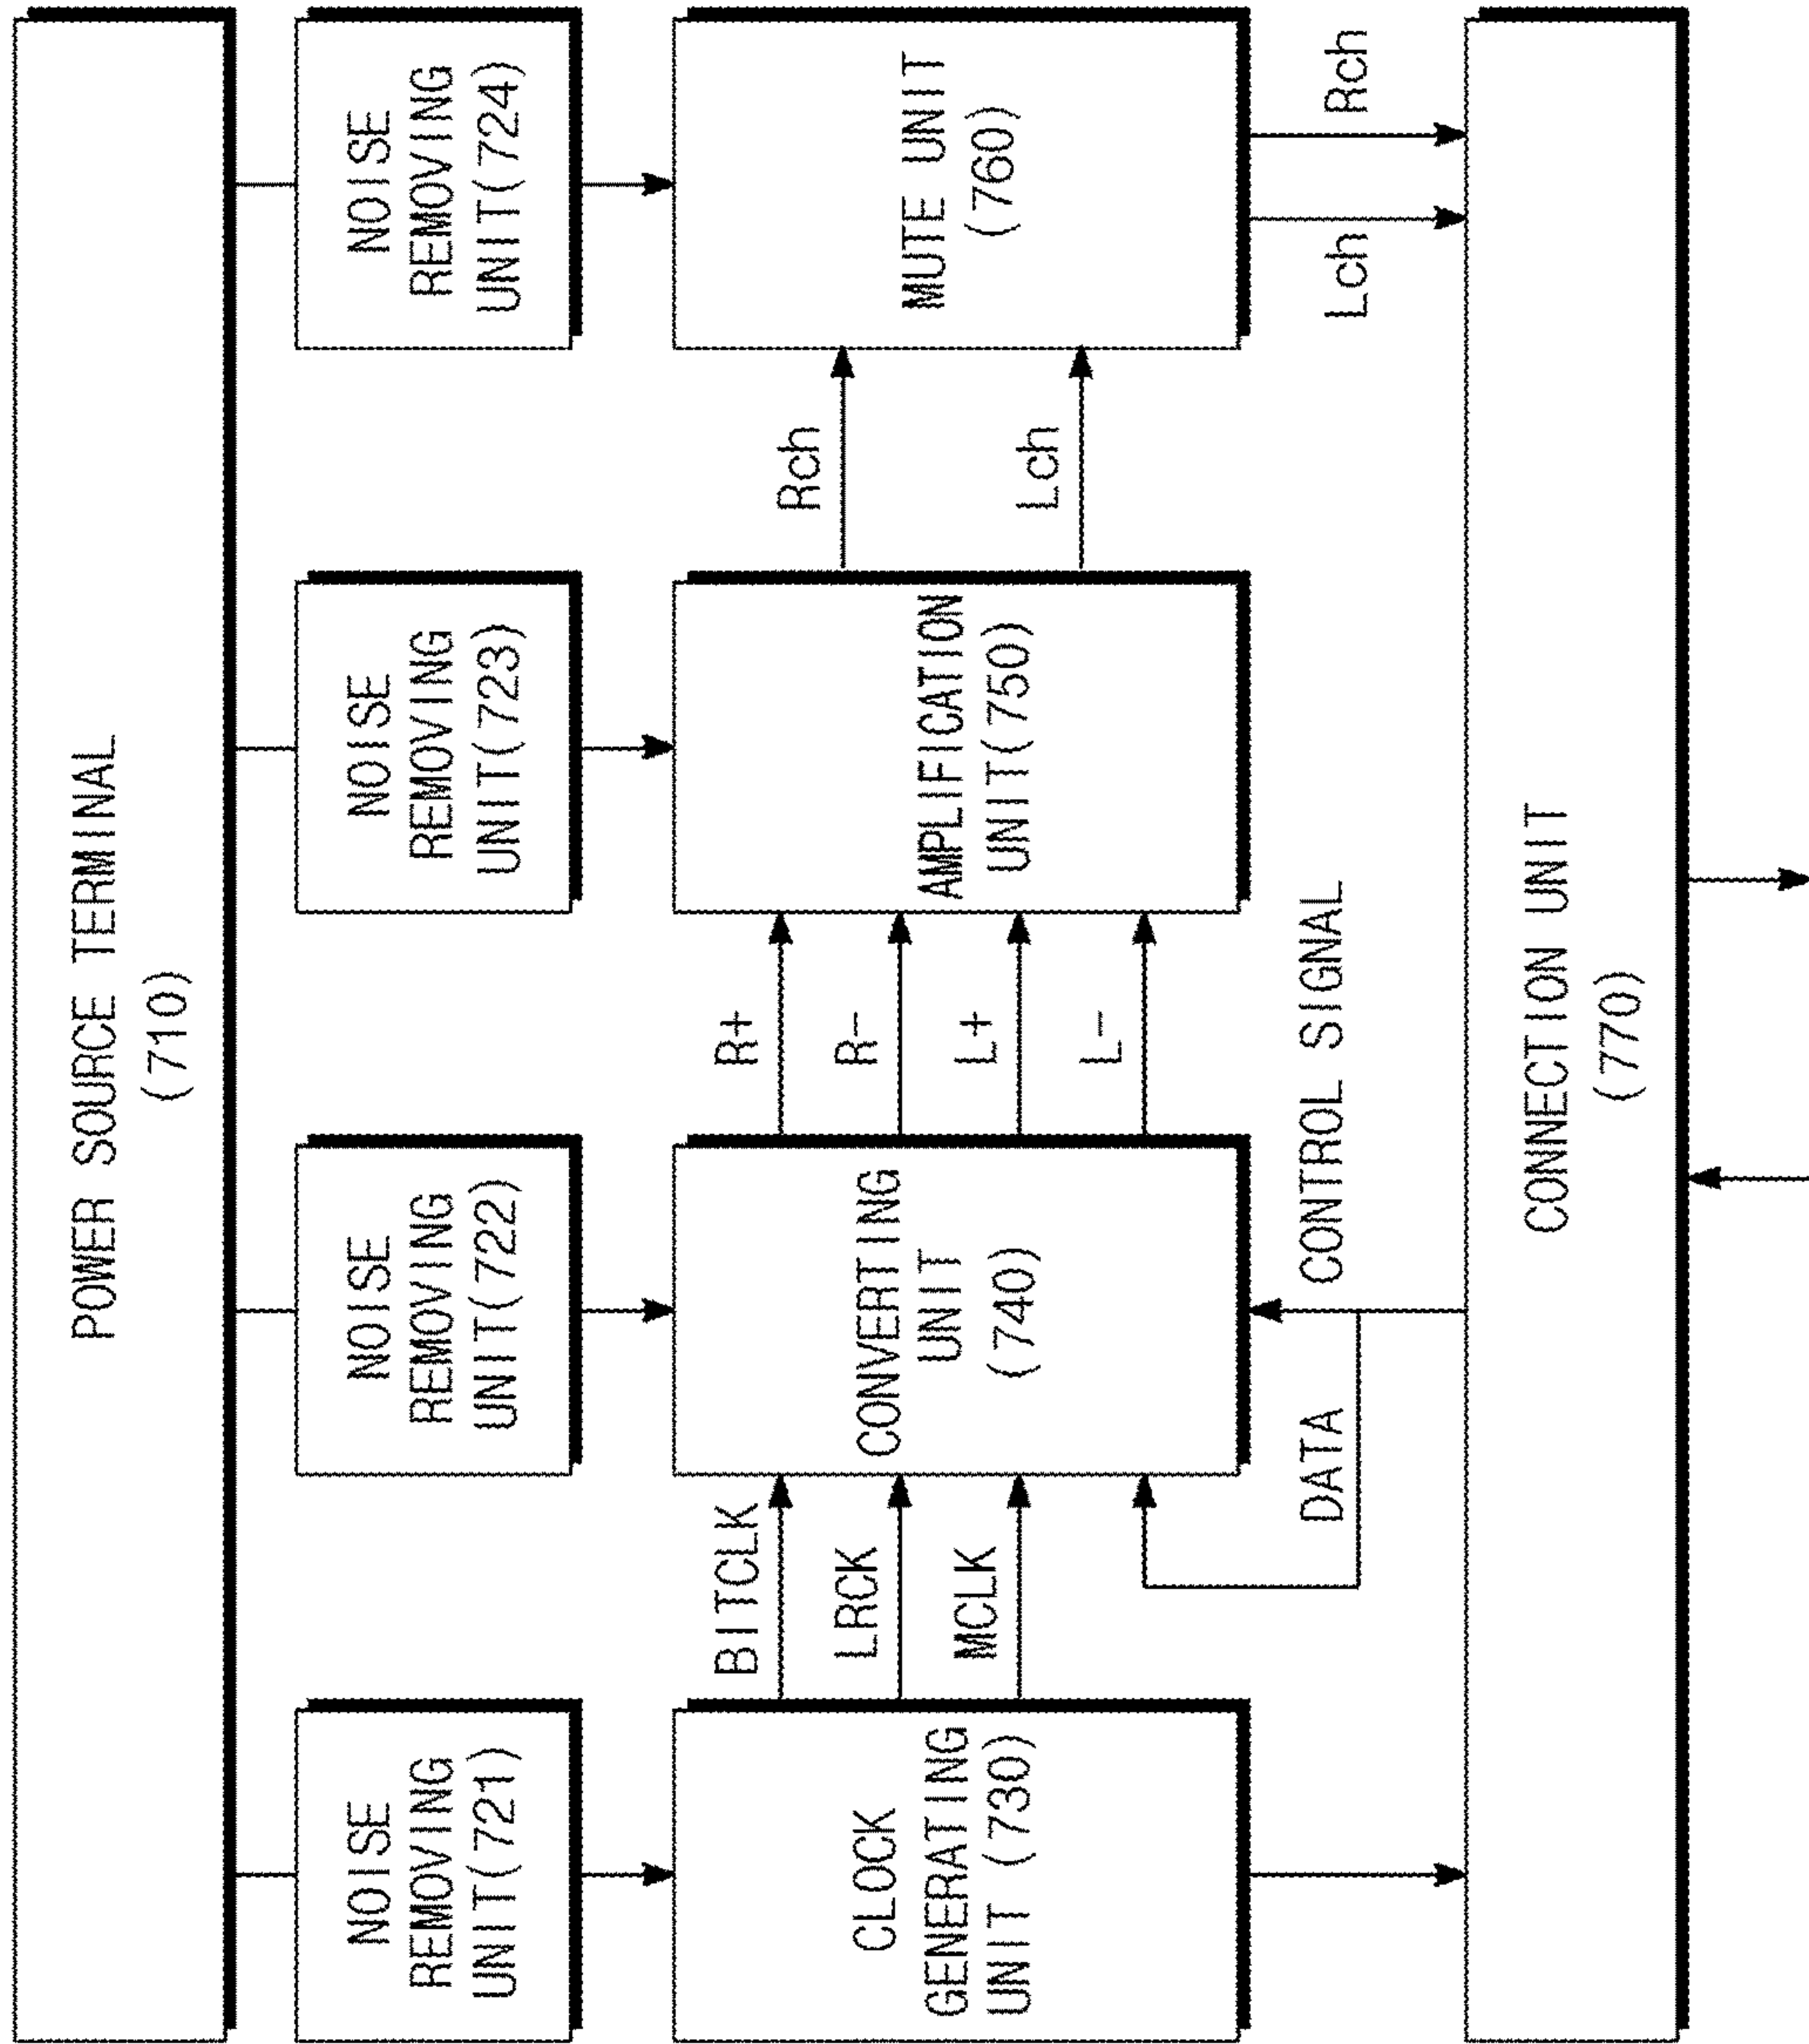 POWER SOURCE TERMINAL
(710)
NOISE
REMOVING
UNIT(721)
NOISE
REMOVING
UNIT(722)
NOISE
REMOVING
UNIT(723)
NOISE
REMOVING
UNIT(724)
CLOCK
GENERATING
UNIT (730)
BITCLK
LRCK
MCLK
DATA
CONVERTING
UNIT
(740)
CONTROL SIGNAL
R+
R-
L+
L-
AMPLIFICATION
UNIT(750)
Rch
Lch
MUTE UNIT
(760)
Lch
Rch
CONNECTION UNIT
(770)